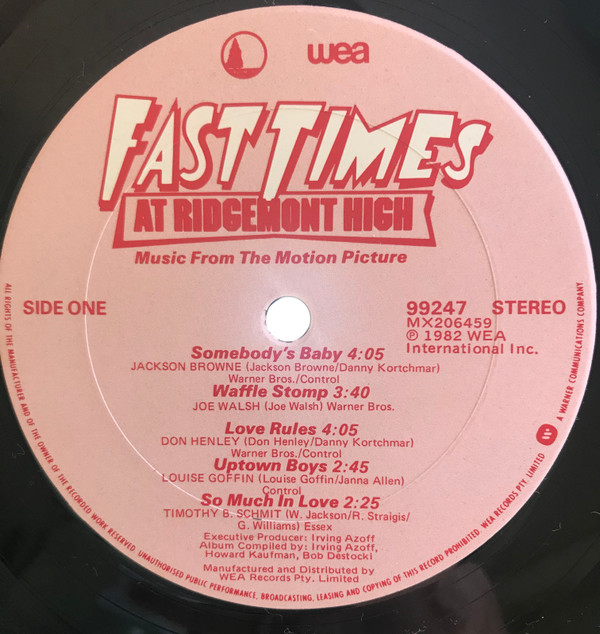 wea
FAST TIMES
AT RIDGEMONT HIGH
Music From The Motion Picture
SIDE ONE
99247 STEREO
MX206459
℗ 1982 WEA
International Inc.
Somebody's Baby 4:05
JACKSON BROWNE (Jackson Browne/Danny Kortchmar)
Warner Bros./Control
Waffle Stomp 3:40
JOE WALSH (Joe Walsh) Warner Bros.
Love Rules 4:05
DON HENLEY (Don Henley/Danny Kortchmar)
Warner Bros./Control
Uptown Boys 2:45
LOUISE GOFFIN (Louise Goffin/Janna Allen)
Control
So Much In Love 2:25
TIMOTHY B. SCHMIT (W. Jackson/R. Straigis/
G. Williams) Essex
Executive Producer: Irving Azoff
Album Compiled by: Irving Azoff,
Howard Kaufman, Bob Destocki
Manufactured and Distributed by
WEA Records Pty. Limited
ALL RIGHTS OF THE MANUFACTURER AND OF THE OWNER OF THE RECORDED WORK RESERVED. UNAUTHORISED PUBLIC PERFORMANCE, BROADCASTING, LEASING AND COPYING OF THIS RECORD PROHIBITED. WEA RECORDS PTY. LIMITED
A WARNER COMMUNICATIONS COMPANY